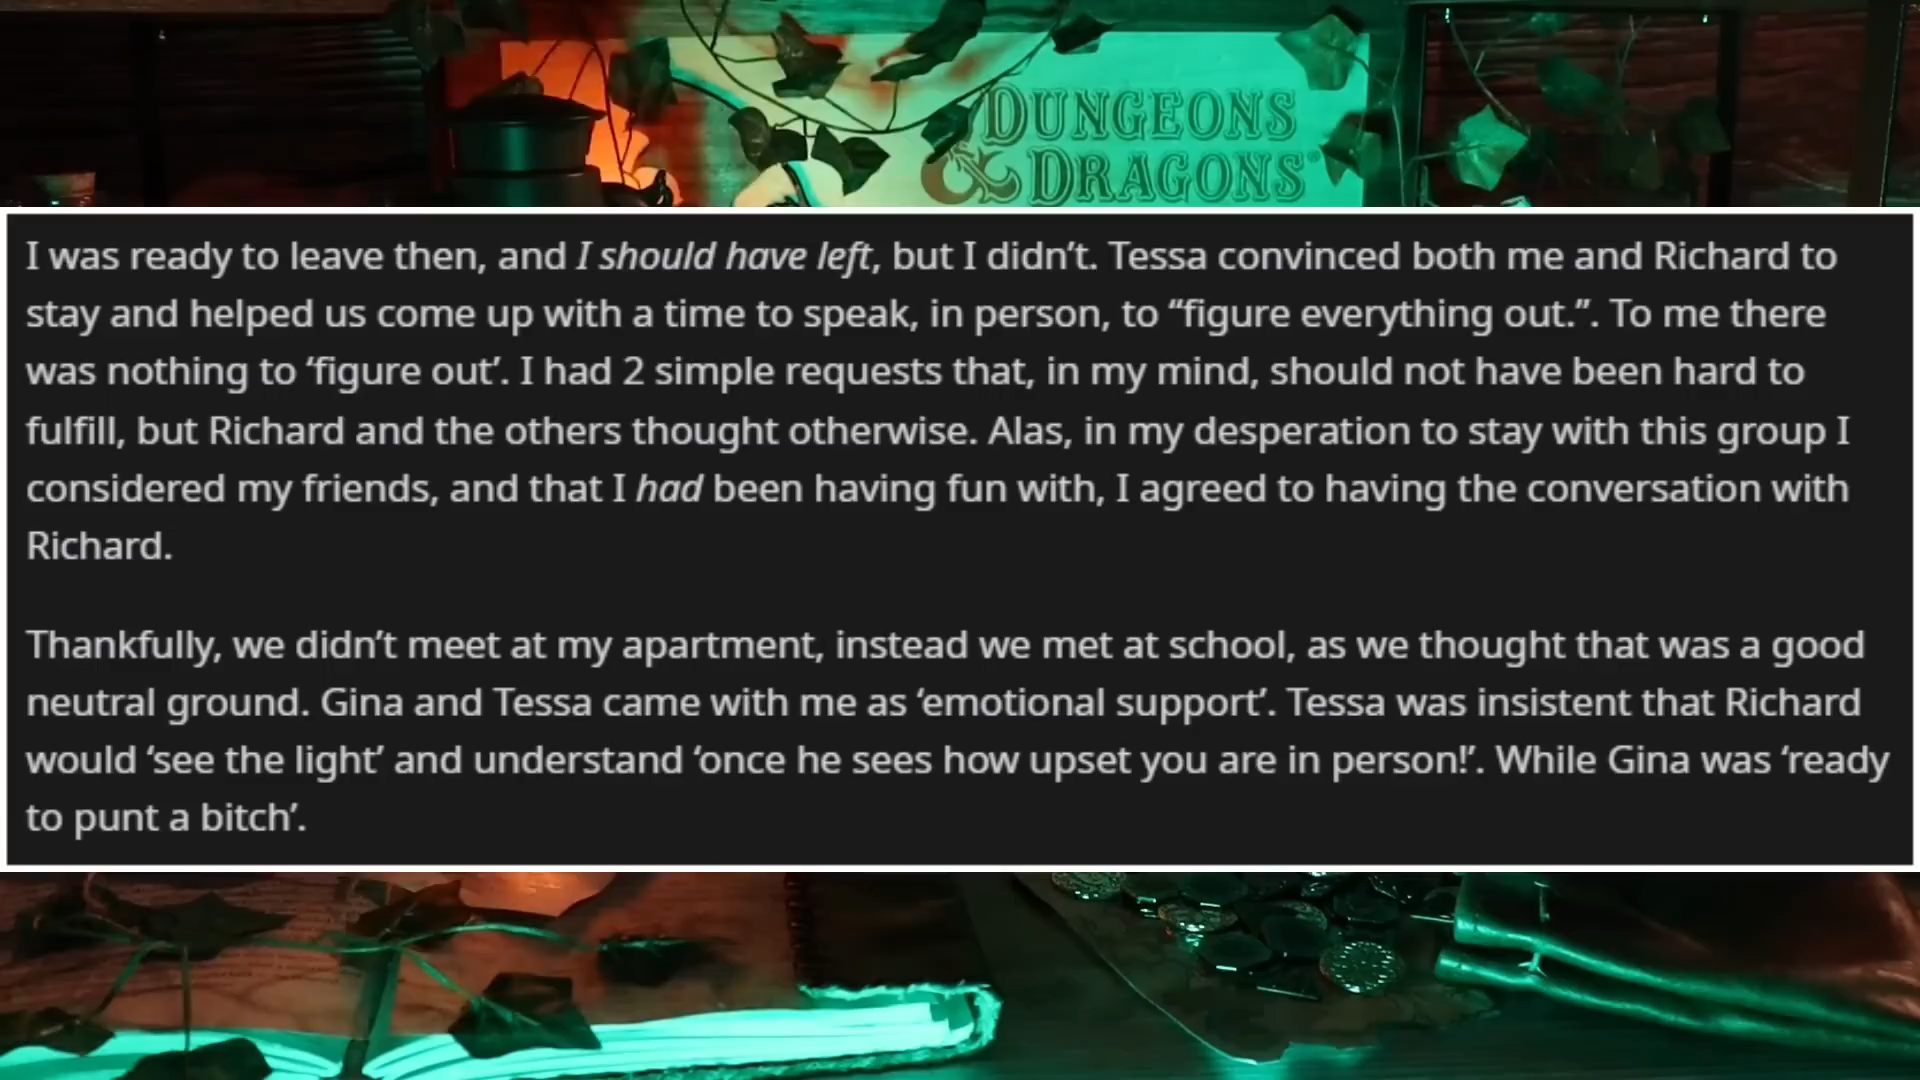 DUNGEONS
& DRAGONS®
I was ready to leave then, and I should have left, but I didn’t. Tessa convinced both me and Richard to
stay and helped us come up with a time to speak, in person, to “figure everything out.”. To me there
was nothing to ‘figure out’. I had 2 simple requests that, in my mind, should not have been hard to
fulfill, but Richard and the others thought otherwise. Alas, in my desperation to stay with this group I
considered my friends, and that I had been having fun with, I agreed to having the conversation with
Richard.
Thankfully, we didn’t meet at my apartment, instead we met at school, as we thought that was a good
neutral ground. Gina and Tessa came with me as ‘emotional support’. Tessa was insistent that Richard
would ‘see the light’ and understand ‘once he sees how upset you are in person!’. While Gina was ‘ready
to punt a bitch’.